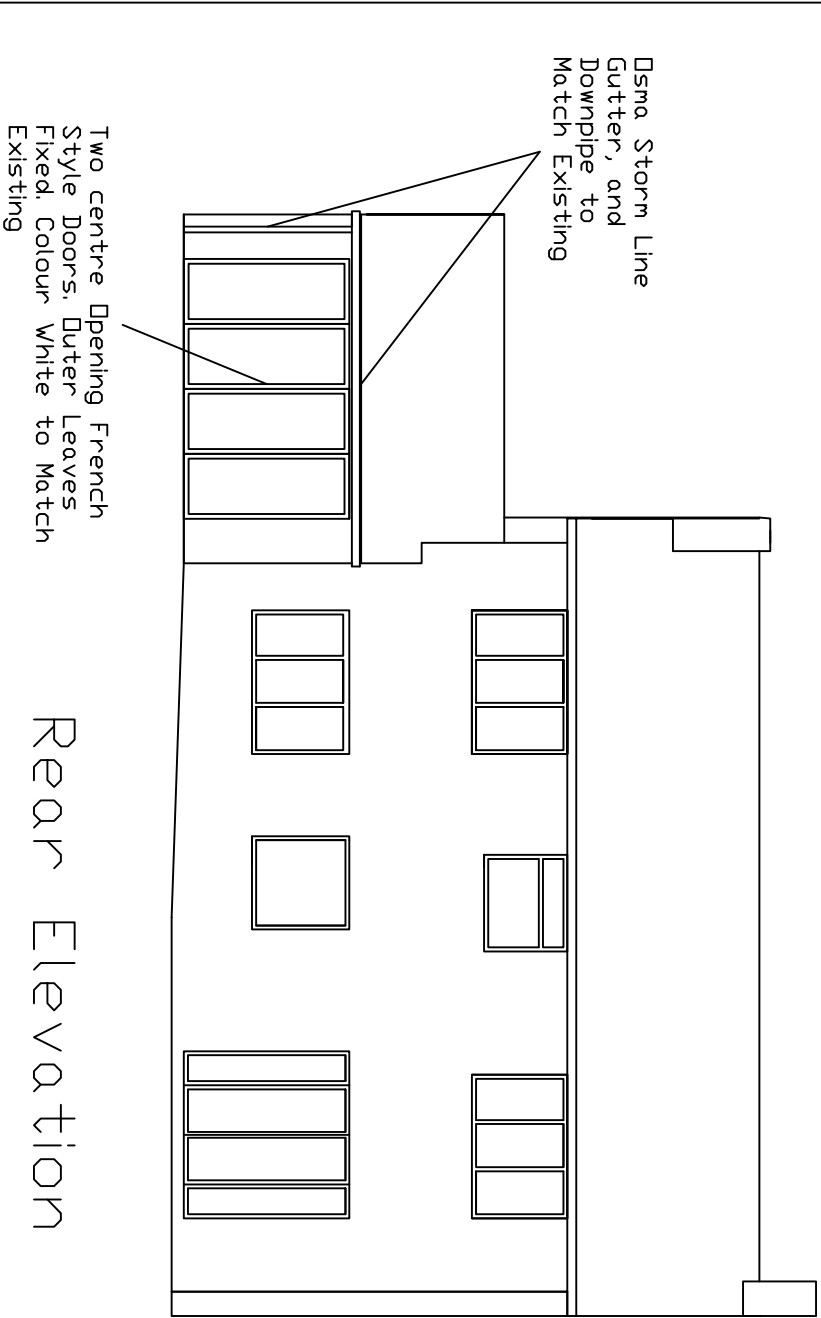 Osma Storm Line
Gutter, and
Downpipe to
Match Existing
Two centre Opening French
Style Doors. Outer Leaves
Fixed. Colour White to Match
Existing
Rear Elevation